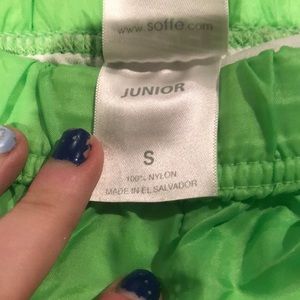 www.soffe.com
JUNIOR
S
100% NYLON
MADE IN EL SALVADOR